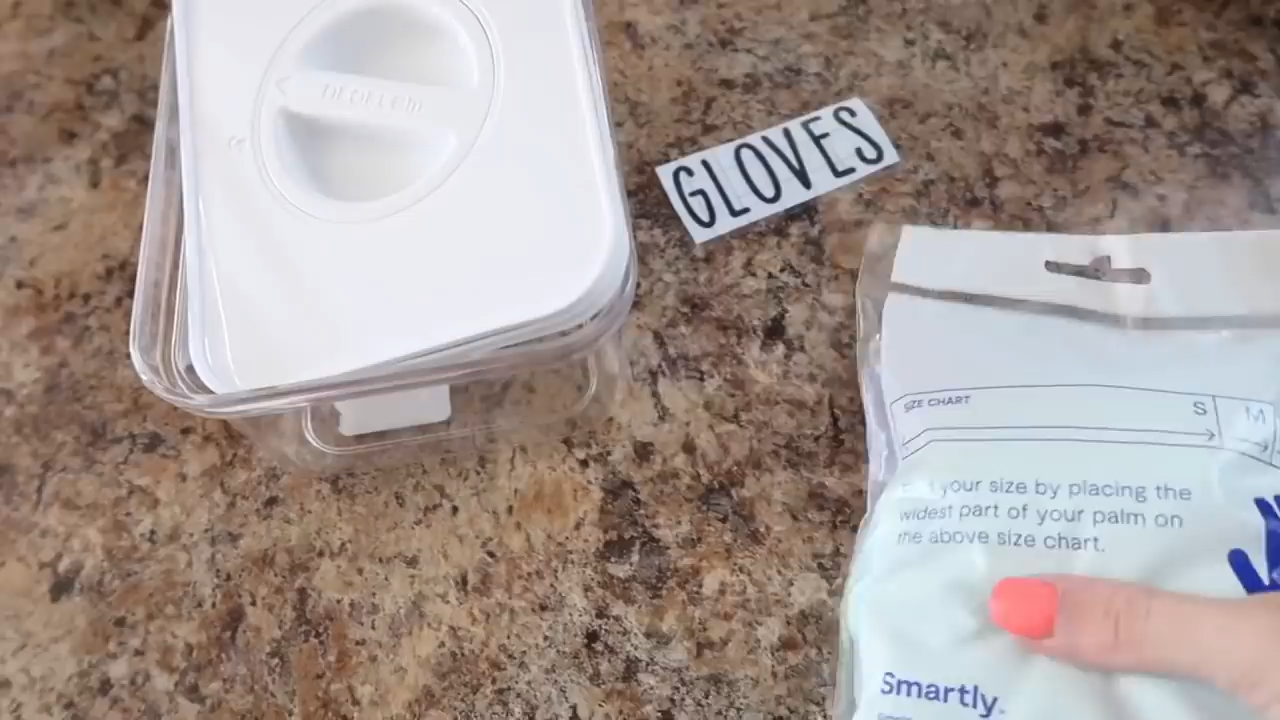 GLOVES
SIZE CHART
S
M
your size by placing the
widest part of your palm on
the above size chart.
Smartly.